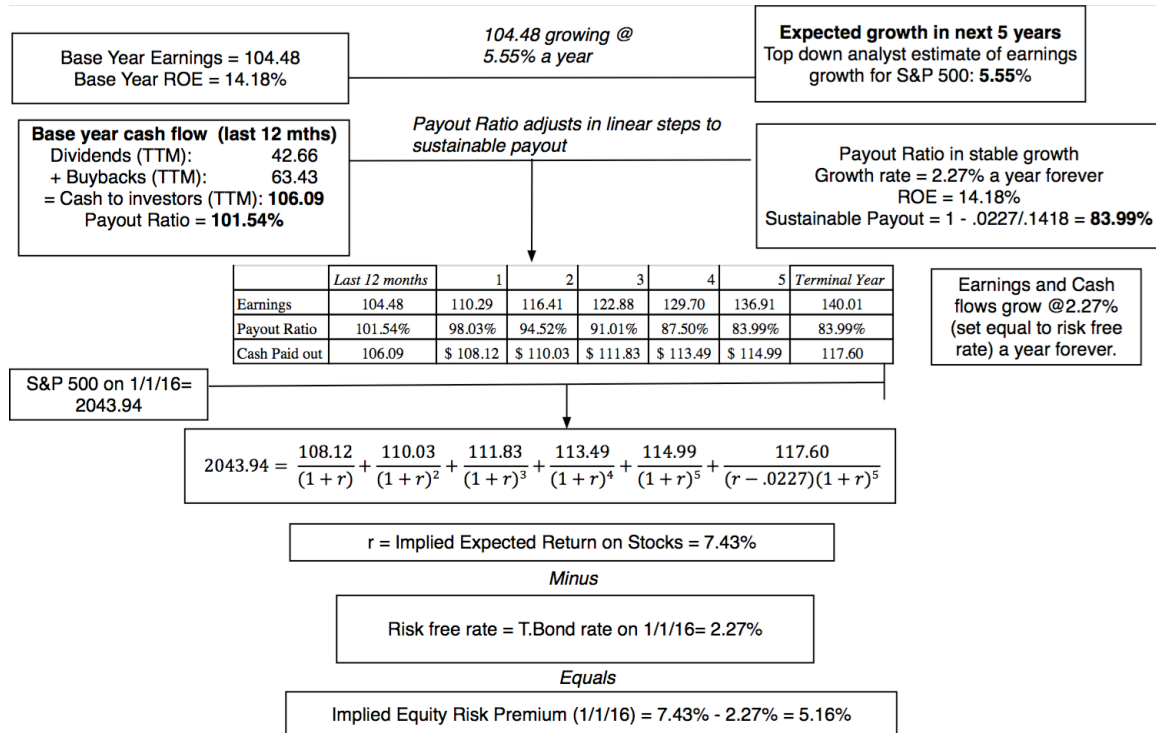 Base Year Earnings = 104.48
Base Year ROE = 14.18%
104.48 growing @
5.55% a year
Expected growth in next 5 years
Top down analyst estimate of earnings
growth for S&P 500: 5.55%
Base year cash flow (last 12 mths)
Dividends (TTM): 42.66
+ Buybacks (TTM): 63.43
= Cash to investors (TTM): 106.09
Payout Ratio = 101.54%
Payout Ratio adjusts in linear steps to
sustainable payout
Payout Ratio in stable growth
Growth rate = 2.27% a year forever
ROE = 14.18%
Sustainable Payout = 1 - .0227/.1418 = 83.99%
Last 12 months 1 2 3 4 5 Terminal Year
Earnings 104.48 110.29 116.41 122.88 129.70 136.91 140.01
Payout Ratio 101.54% 98.03% 94.52% 91.01% 87.50% 83.99% 83.99%
Cash Paid out 106.09 $ 108.12 $ 110.03 $ 111.83 $ 113.49 $ 114.99 117.60
Earnings and Cash
flows grow @2.27%
(set equal to risk free
rate) a year forever.
S&P 500 on 1/1/16=
2043.94
2043.94 = 108.12/(1 + r) + 110.03/(1 + r)² + 111.83/(1 + r)³ + 113.49/(1 + r)⁴ + 114.99/(1 + r)⁵ + 117.60/(r − .0227)(1 + r)⁵
r = Implied Expected Return on Stocks = 7.43%
Minus
Risk free rate = T.Bond rate on 1/1/16= 2.27%
Equals
Implied Equity Risk Premium (1/1/16) = 7.43% - 2.27% = 5.16%